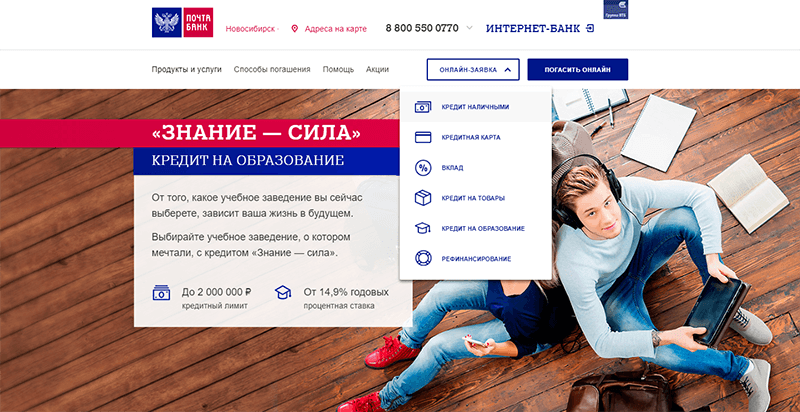 ПОЧТА
БАНК
Новосибирск
Адреса на карте
8 800 550 0770
ИНТЕРНЕТ-БАНК
Группа ВТБ
Продукты и услуги
Способы погашения
Помощь
Акции
ОНЛАЙН-ЗАЯВКА
ПОГАСИТЬ ОНЛАЙН
КРЕДИТ НАЛИЧНЫМИ
КРЕДИТНАЯ КАРТА
ВКЛАД
КРЕДИТ НА ТОВАРЫ
КРЕДИТ НА ОБРАЗОВАНИЕ
РЕФИНАНСИРОВАНИЕ
«ЗНАНИЕ — СИЛА»
КРЕДИТ НА ОБРАЗОВАНИЕ
От того, какое учебное заведение вы сейчас
выберете, зависит ваша жизнь в будущем.
Выбирайте учебное заведение, о котором
мечтали, с кредитом «Знание — сила».
До 2 000 000 ₽
кредитный лимит
От 14,9% годовых
процентная ставка